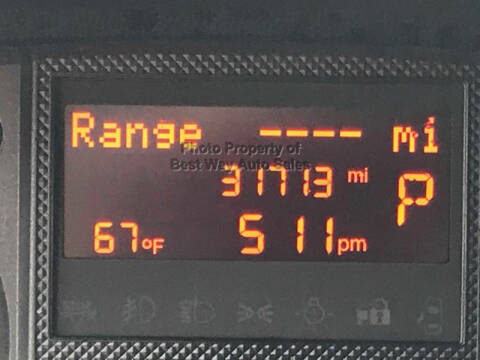 Range ---- mi
Photo Property of
Best Way Auto Sales
31713 mi
P
67°F 5 11 pm